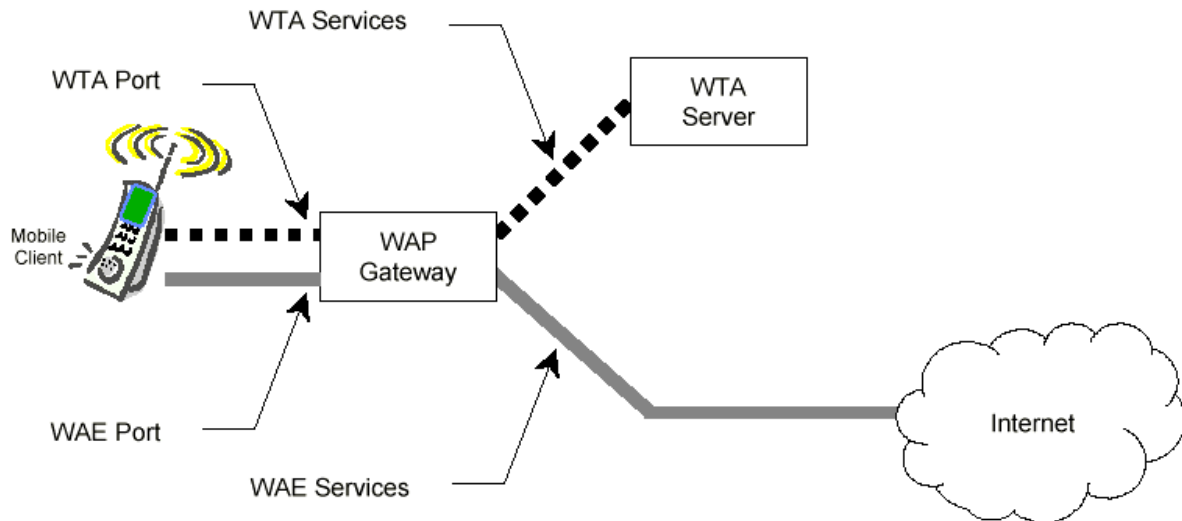 WTA Services
WTA Port
WTA
Server
Mobile
Client
WAP
Gateway
WAE Port
WAE Services
Internet